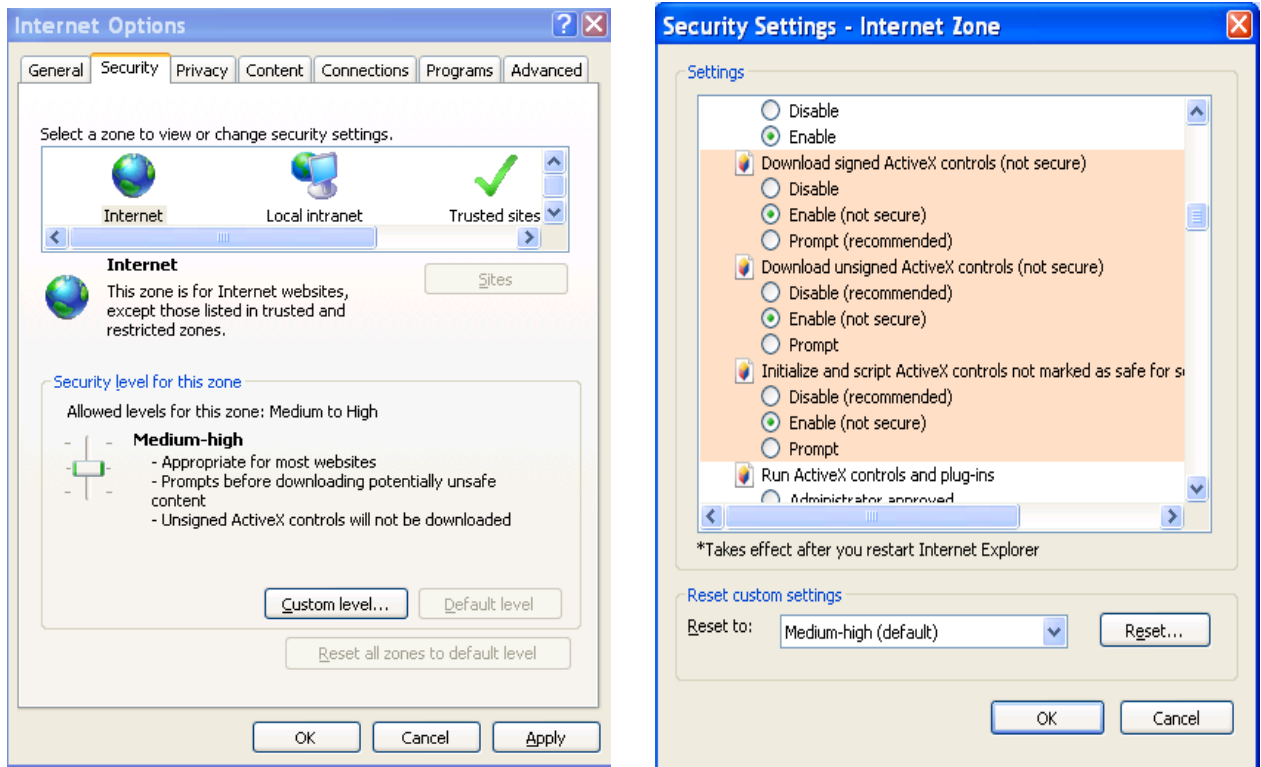 Internet Options
General Security Privacy Content Connections Programs Advanced
Select a zone to view or change security settings.
Internet Local intranet Trusted sites
Internet
Sites
This zone is for Internet websites,
except those listed in trusted and
restricted zones.
Security level for this zone
Allowed levels for this zone: Medium to High
Medium-high
- Appropriate for most websites
- Prompts before downloading potentially unsafe
content
- Unsigned ActiveX controls will not be downloaded
Custom level... Default level
Reset all zones to default level
OK Cancel Apply
Security Settings - Internet Zone
Settings
Disable
Enable
Download signed ActiveX controls (not secure)
Disable
Enable (not secure)
Prompt (recommended)
Download unsigned ActiveX controls (not secure)
Disable (recommended)
Enable (not secure)
Prompt
Initialize and script ActiveX controls not marked as safe for
Disable (recommended)
Enable (not secure)
Prompt
Run ActiveX controls and plug-ins
Administrator approved
*Takes effect after you restart Internet Explorer
Reset custom settings
Reset to: Medium-high (default) Reset...
OK Cancel